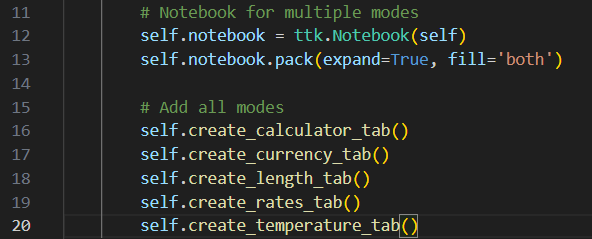 11 # Notebook for multiple modes
12 self.notebook = ttk.Notebook(self)
13 self.notebook.pack(expand=True, fill='both')
14
15 # Add all modes
16 self.create_calculator_tab()
17 self.create_currency_tab()
18 self.create_length_tab()
19 self.create_rates_tab()
20 self.create_temperature_tab()